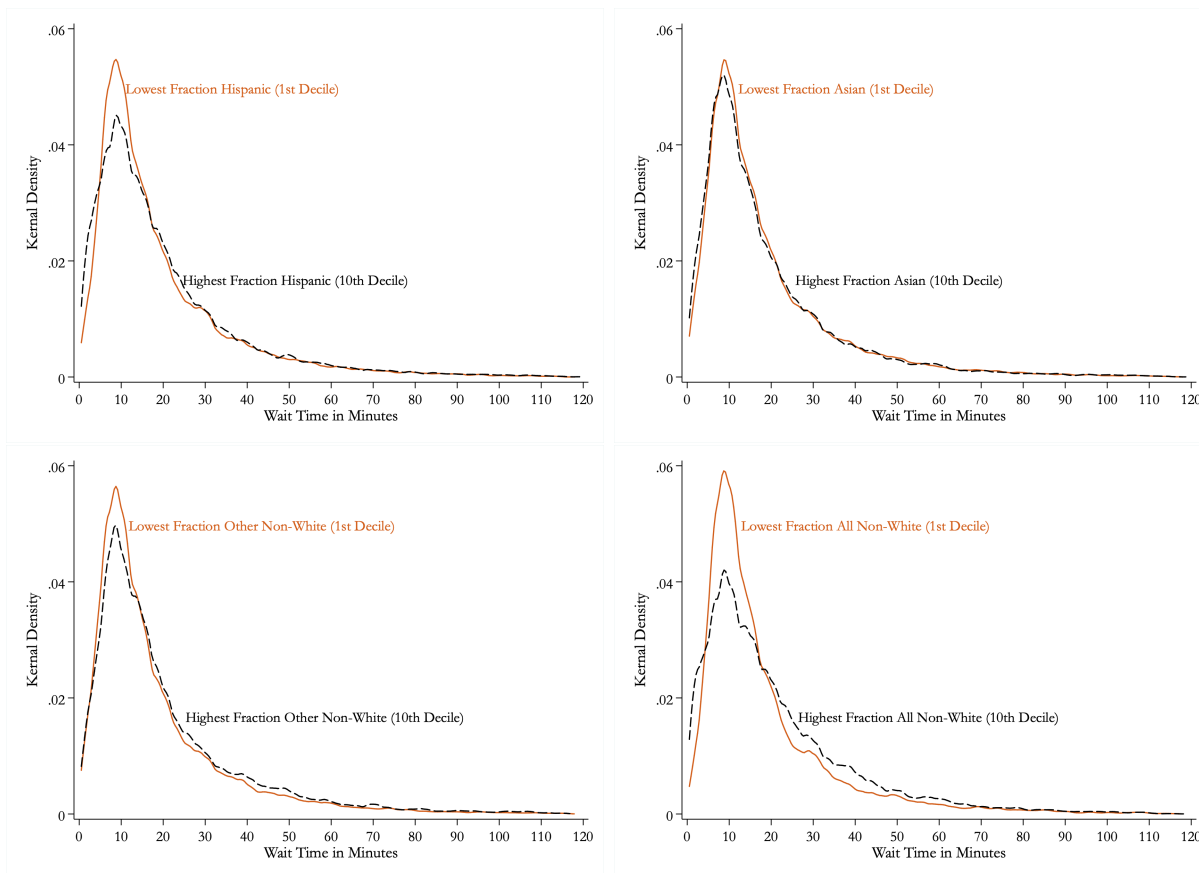 .06
.04
.02
0
Kernal Density
Lowest Fraction Hispanic (1st Decile)
Highest Fraction Hispanic (10th Decile)
0 10 20 30 40 50 60 70 80 90 100 110 120
Wait Time in Minutes
.06
.04
.02
0
Kernal Density
Lowest Fraction Asian (1st Decile)
Highest Fraction Asian (10th Decile)
0 10 20 30 40 50 60 70 80 90 100 110 120
Wait Time in Minutes
.06
.04
.02
0
Kernal Density
Lowest Fraction Other Non-White (1st Decile)
Highest Fraction Other Non-White (10th Decile)
0 10 20 30 40 50 60 70 80 90 100 110 120
Wait Time in Minutes
.06
.04
.02
0
Kernal Density
Lowest Fraction All Non-White (1st Decile)
Highest Fraction All Non-White (10th Decile)
0 10 20 30 40 50 60 70 80 90 100 110 120
Wait Time in Minutes